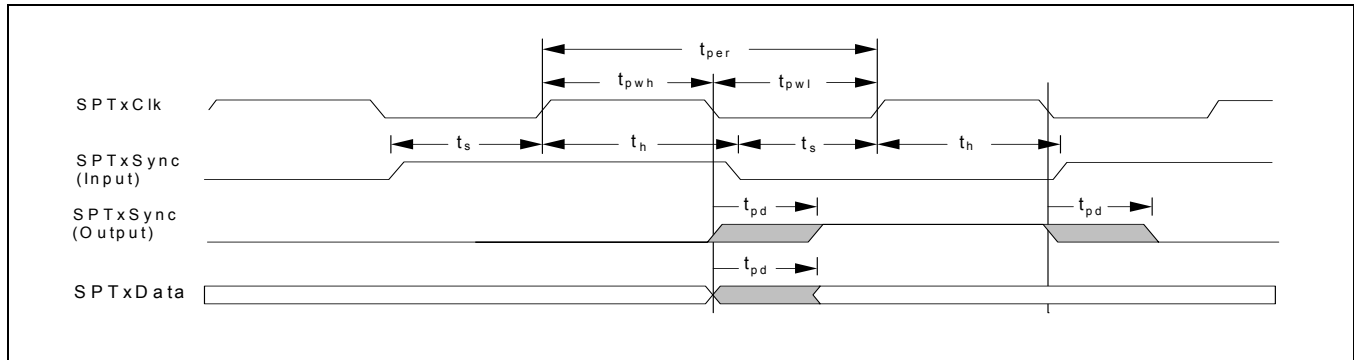 tper
tpwh tpwl
SPTxClk
ts th ts th
SPTxSync
(Input)
SPTxSync
(Output)
tpd tpd
tpd
SPTxData